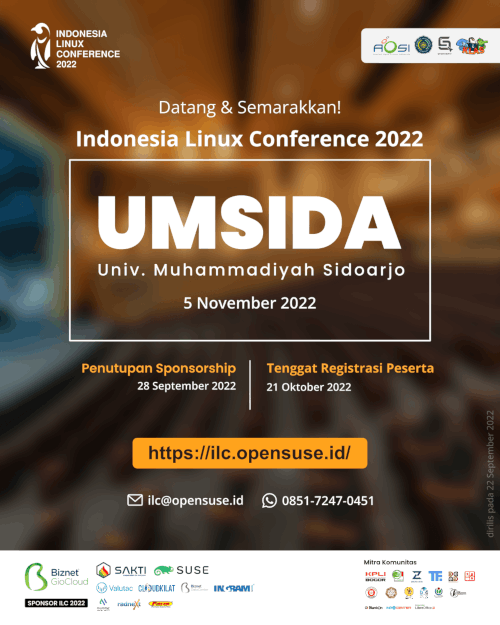 INDONESIA
LINUX
CONFERENCE
2022
AOSI
Datang & Semarakkan!
Indonesia Linux Conference 2022
UMSIDA
Univ. Muhammadiyah Sidoarjo
5 November 2022
Penutupan Sponsorship
28 September 2022
Tenggat Registrasi Peserta
21 Oktober 2022
https://ilc.opensuse.id/
ilc@opensuse.id
0851-7247-0451
dirilis pada 22 September 2022
Biznet
GioCloud
SPONSOR ILC 2022
SAKTI
SUSE
Valutac
CLOUDKILAT
Biznet
INGRAM
Mitra Komunitas
KPLI
BOGOR